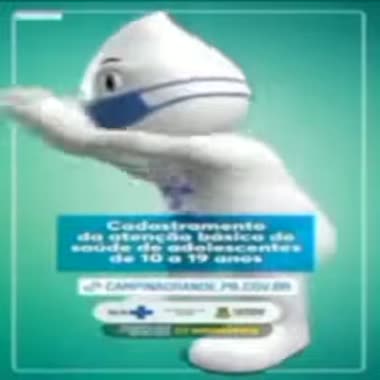 Cadastramento
da atenção básica de
saúde de adolescentes
de 10 a 19 anos
CAMPINAGRANDE.PB.GOV.BR